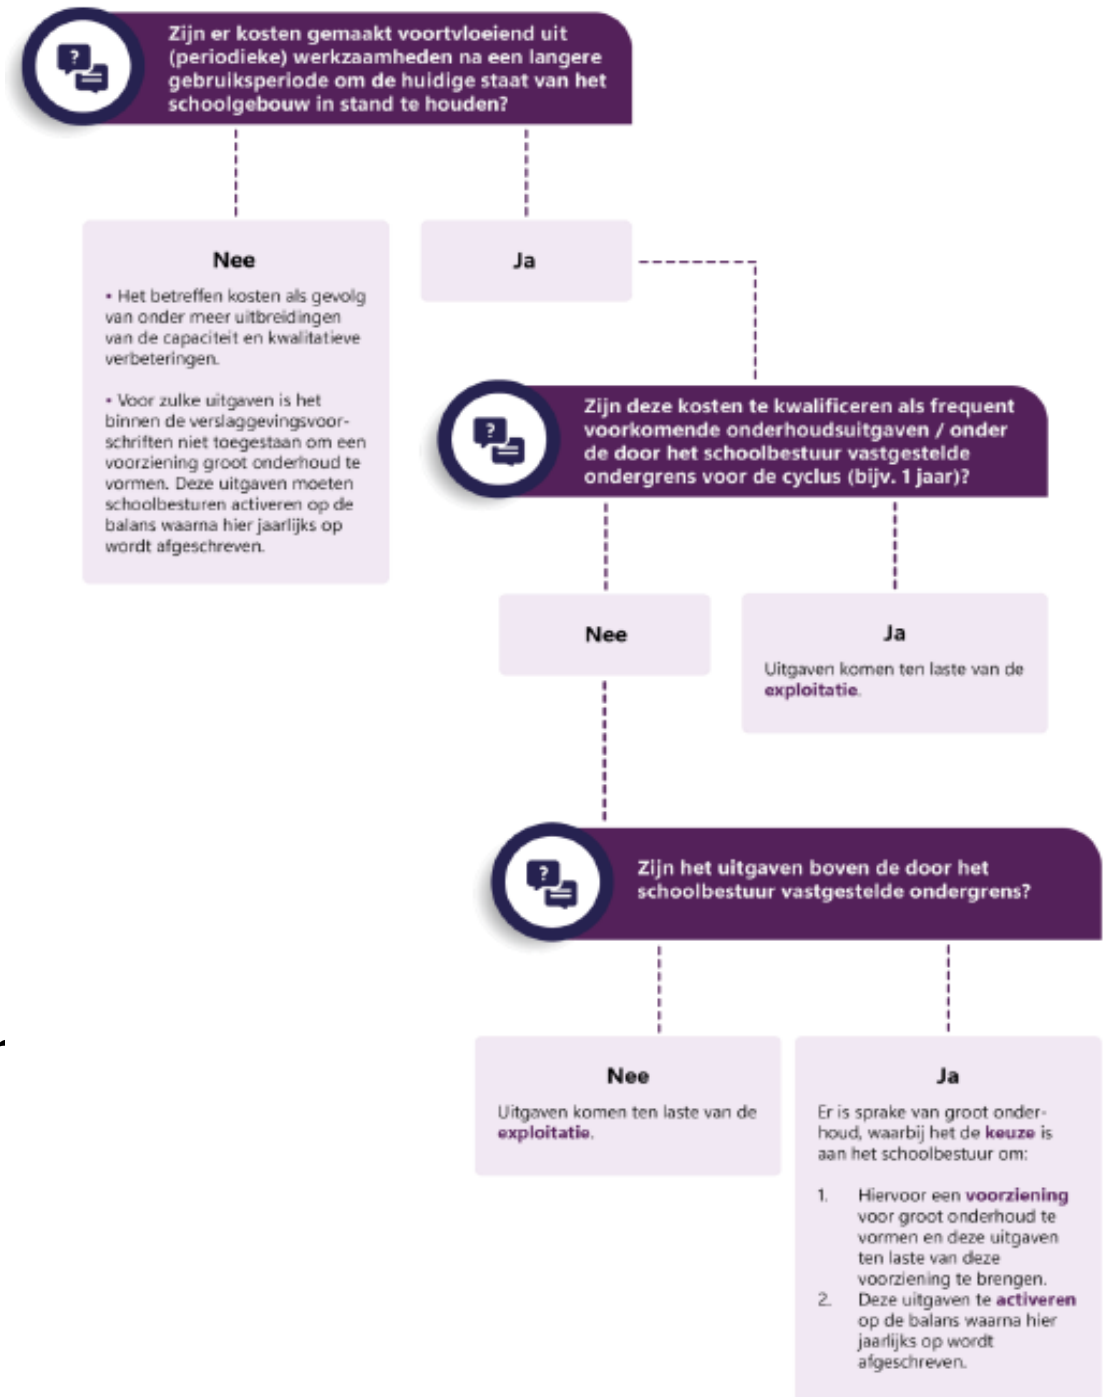 Zijn er kosten gemaakt voortvloeiend uit
(periodieke) werkzaamheden na een langere
gebruiksperiode om de huidige staat van het
schoolgebouw in stand te houden?
Nee
• Het betreffen kosten als gevolg
van onder meer uitbreidingen
van de capaciteit en kwalitatieve
verbeteringen.
• Voor zulke uitgaven is het
binnen de verslaggevingsvoor-
schriften niet toegestaan om een
voorziening groot onderhoud te
vormen. Deze uitgaven moeten
schoolbesturen activeren op de
balans waarna hier jaarlijks op
wordt afgeschreven.
Ja
Zijn deze kosten te kwalificeren als frequent
voorkomende onderhoudsuitgaven / onder
de door het schoolbestuur vastgestelde
ondergrens voor de cyclus (bijv. 1 jaar)?
Nee
Ja
Uitgaven komen ten laste van de
exploitatie.
Zijn het uitgaven boven de door het
schoolbestuur vastgestelde ondergrens?
Nee
Uitgaven komen ten laste van de
exploitatie.
Ja
Er is sprake van groot onder-
houd, waarbij het de keuze is
aan het schoolbestuur om:
1. Hiervoor een voorziening
voor groot onderhoud te
vormen en deze uitgaven
ten laste van deze
voorziening te brengen.
2. Deze uitgaven te activeren
op de balans waarna hier
jaarlijks op wordt
afgeschreven.